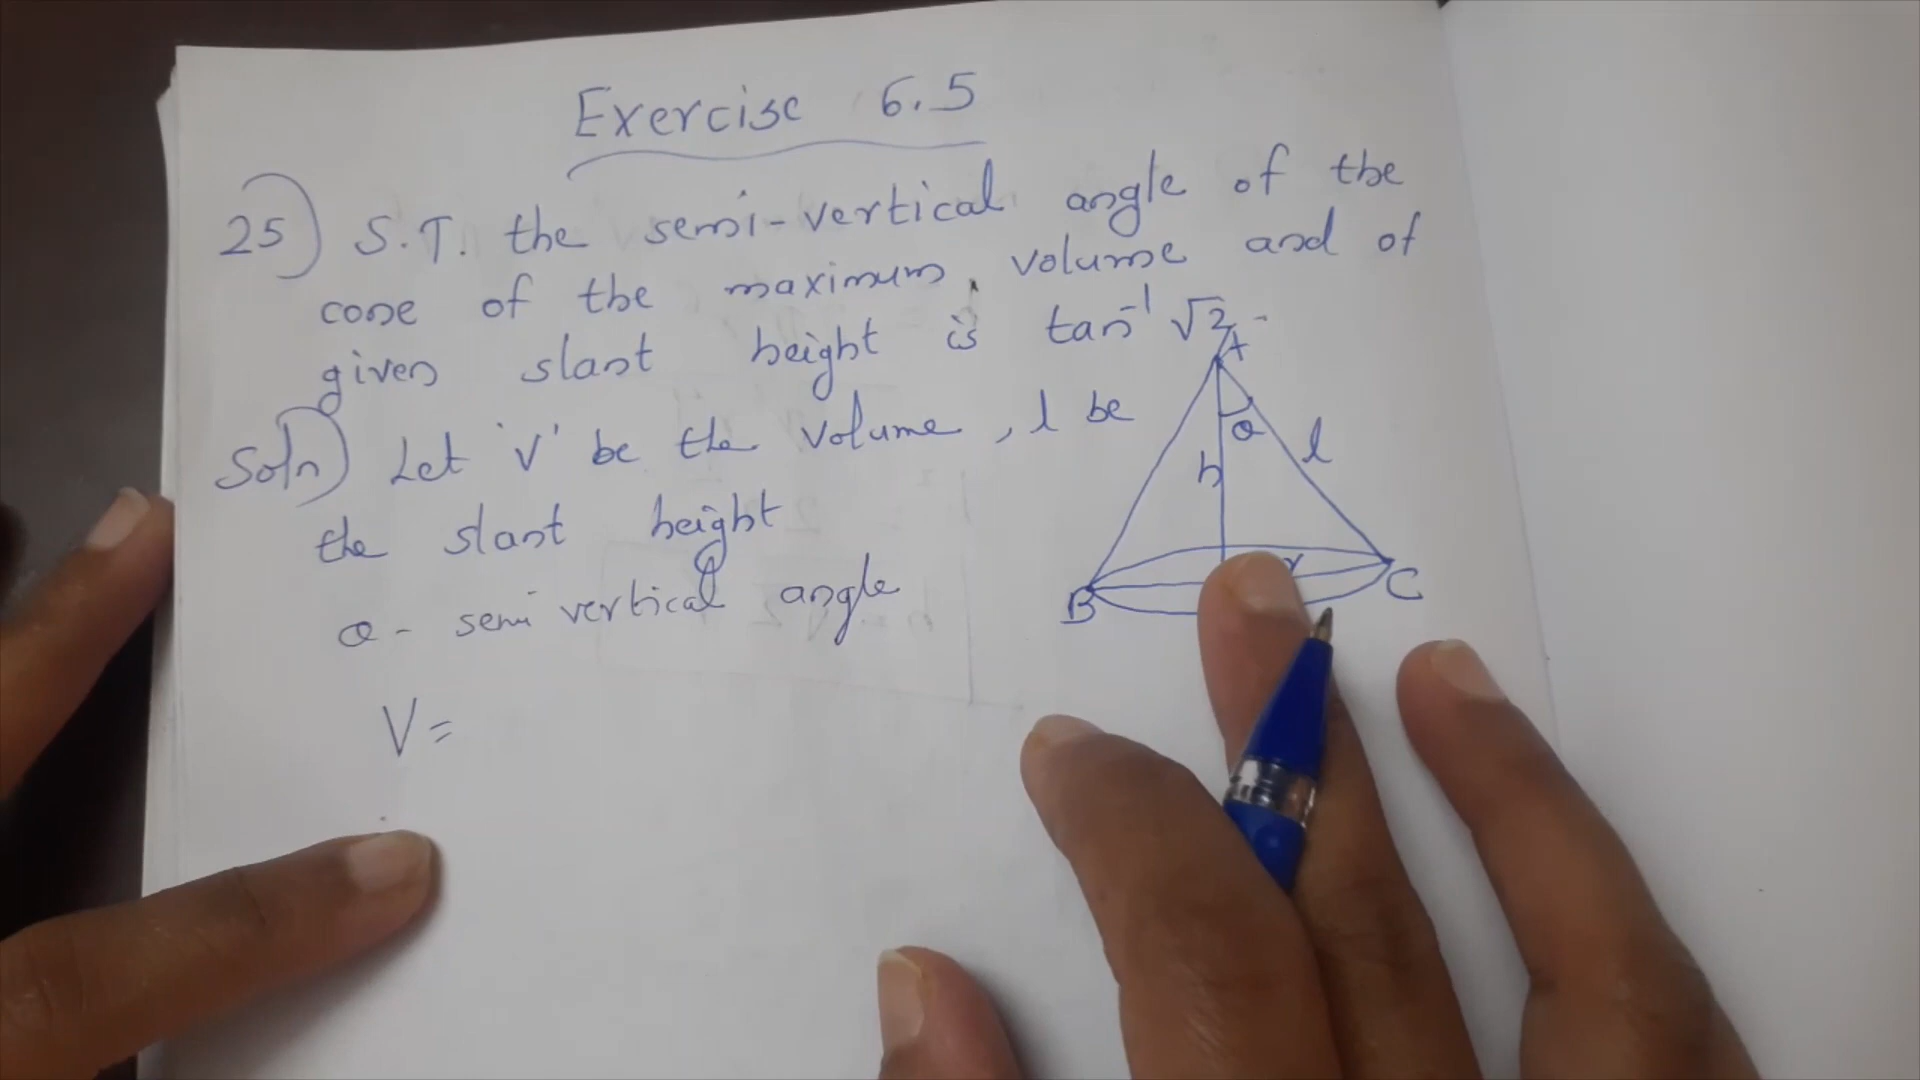 Exercise 6.5
25) S.T. the semi-vertical angle of the
cone of the maximum volume and of
given slant height is tan⁻¹ √2.
Soln) Let 'V' be the volume, l be
the slant height
θ - semi vertical angle
V=
A
θ
l
h
r
B
C